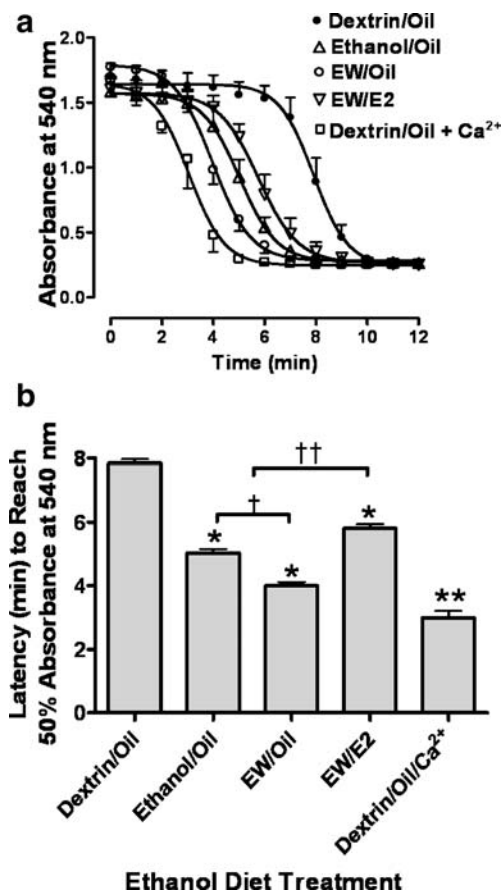 a
Dextrin/Oil
Ethanol/Oil
EW/Oil
EW/E2
Dextrin/Oil + Ca²⁺
Absorbance at 540 nm
2.0
1.5
1.0
0.5
0.0
0 2 4 6 8 10 12
Time (min)
b
Latency (min) to Reach
50% Absorbance at 540 nm
8
6
4
2
0
††
†
*
*
*
**
Dextrin/Oil
Ethanol/Oil
EW/Oil
EW/E2
Dextrin/Oil/Ca²⁺
Ethanol Diet Treatment